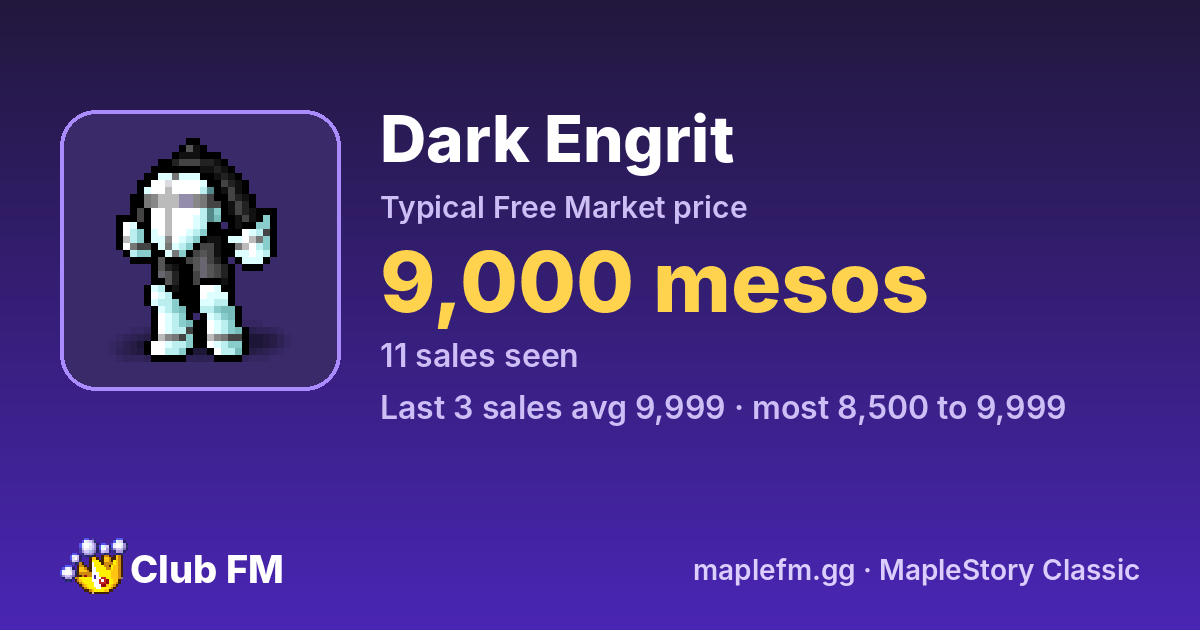 Dark Engrit
Typical Free Market price
9,000 mesos
11 sales seen
Last 3 sales avg 9,999 · most 8,500 to 9,999
Club FM
maplefm.gg · MapleStory Classic